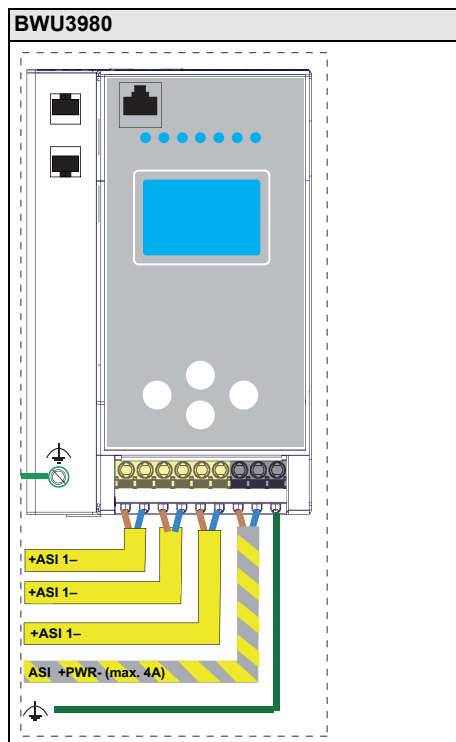 BWU3980
+ASI 1–
+ASI 1–
+ASI 1–
ASI +PWR- (max. 4A)